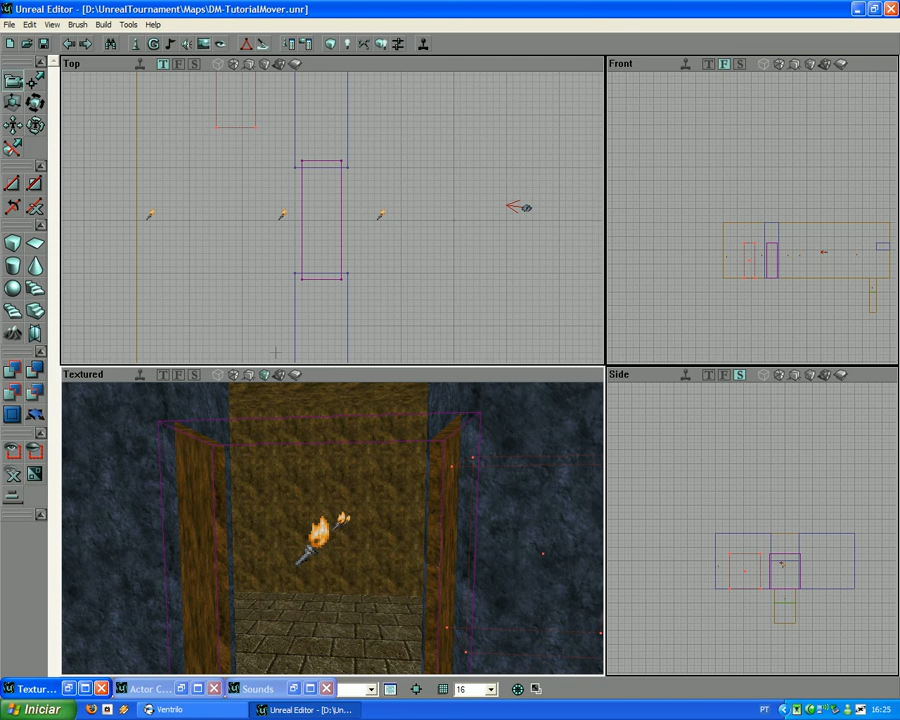 Unreal Editor - [D:\UnrealTournament\Maps\DM-TutorialMover.unr]
File Edit View Brush Build Tools Help
Top T F S
Front T F S
Textured T F S
Side T F S
Textur... Actor C... Sounds 16
Iniciar Ventrilo Unreal Editor - [D:\Un... PT 16:25